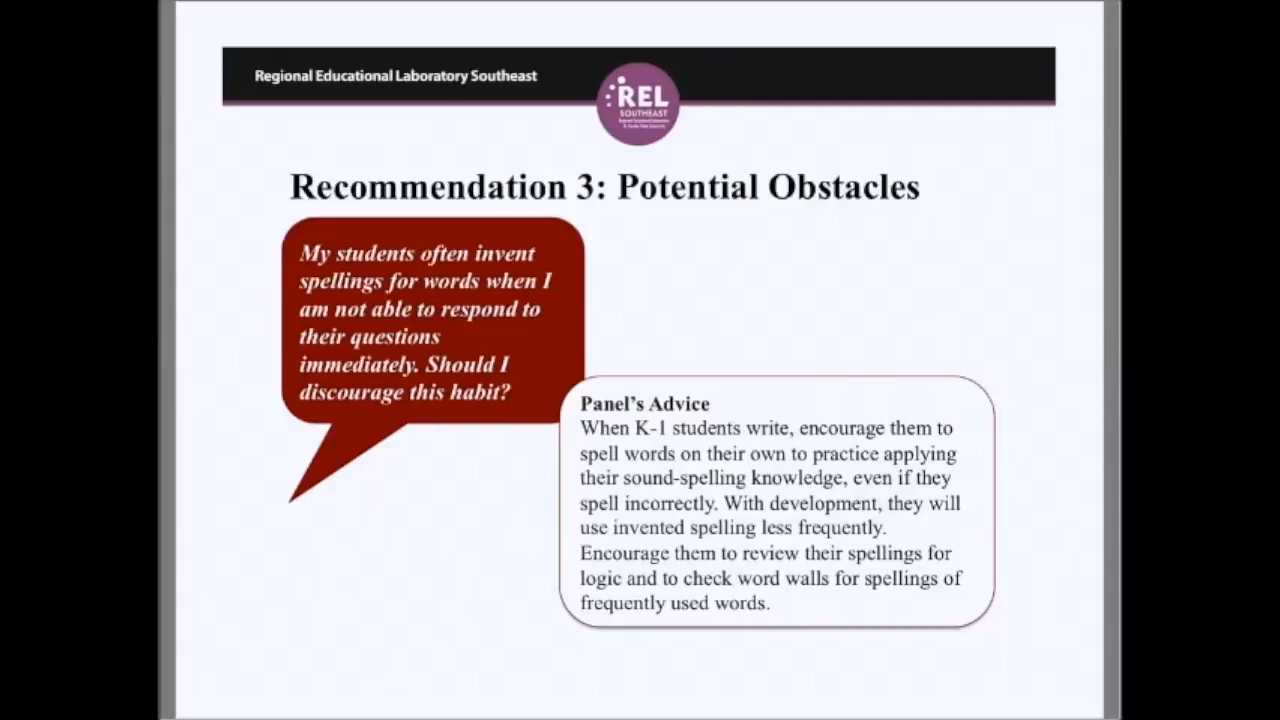 Regional Educational Laboratory Southeast
REL
SOUTHEAST
Recommendation 3: Potential Obstacles
My students often invent
spellings for words when I
am not able to respond to
their questions
immediately. Should I
discourage this habit?
Panel's Advice
When K-1 students write, encourage them to
spell words on their own to practice applying
their sound-spelling knowledge, even if they
spell incorrectly. With development, they will
use invented spelling less frequently.
Encourage them to review their spellings for
logic and to check word walls for spellings of
frequently used words.